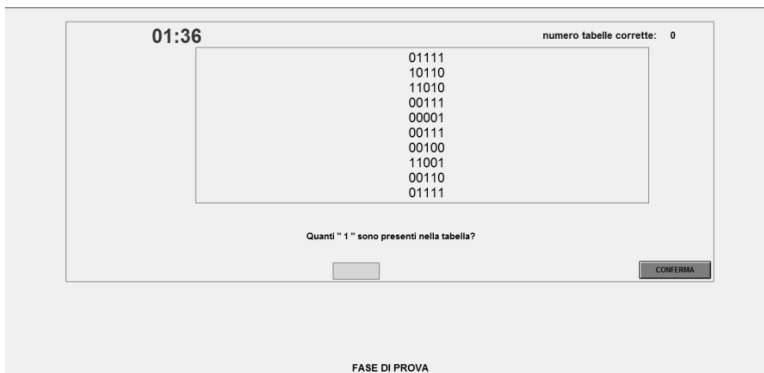 01:36
numero tabelle corrette: 0
01111
10110
11010
00111
00001
00111
00100
11001
00110
01111
Quanti " 1 " sono presenti nella tabella?
CONFERMA
FASE DI PROVA